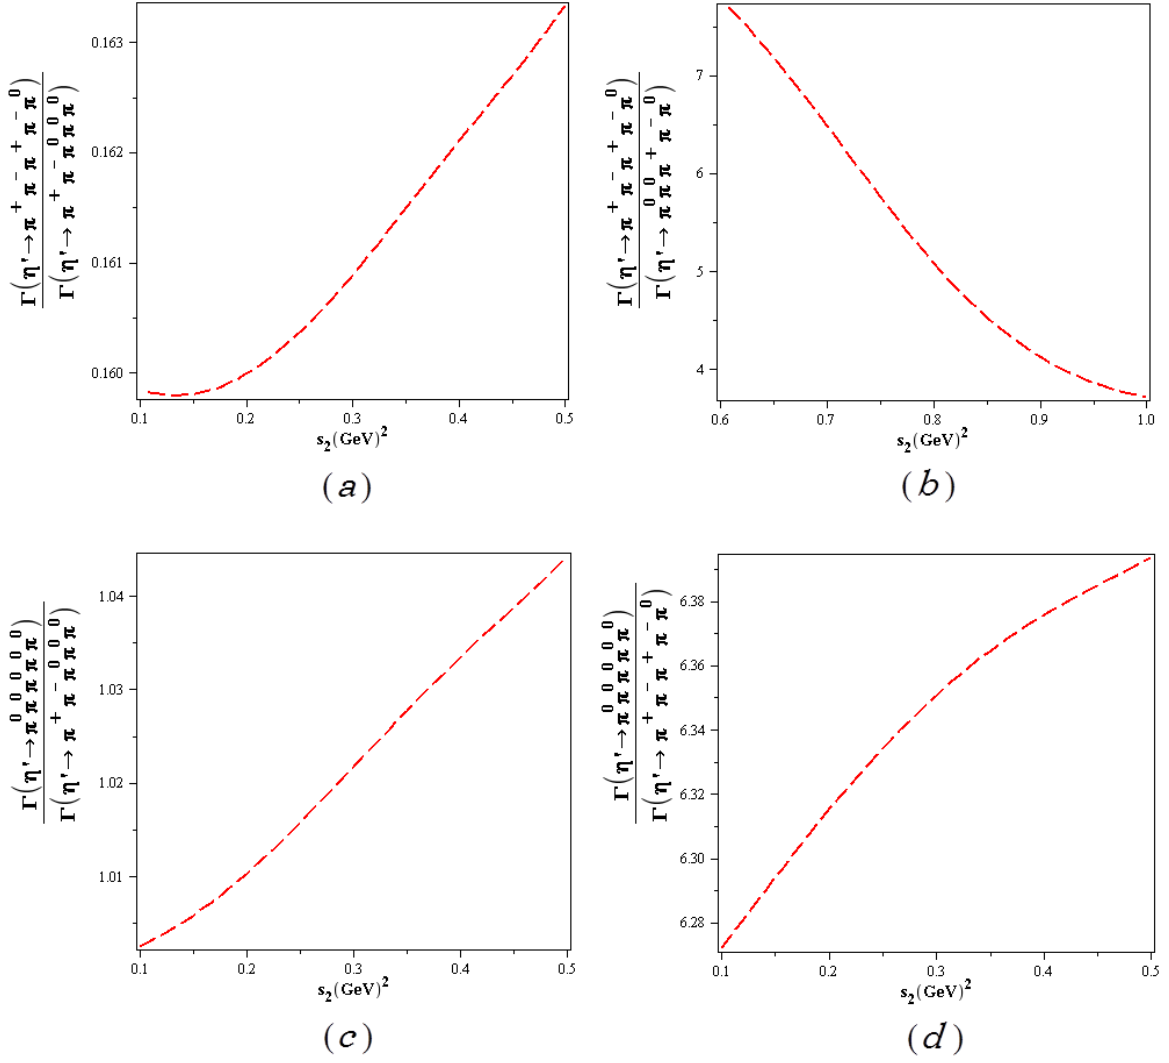 Γ(η'→π⁺π⁻π⁺π⁻π⁰)
Γ(η'→π⁺π⁻π⁰π⁰π⁰)
0.163
0.162
0.161
0.160
0.1 0.2 0.3 0.4 0.5
s₂(GeV)²
(a)
Γ(η'→π⁺π⁻π⁺π⁻π⁰)
Γ(η'→π⁰π⁰π⁺π⁻π⁰)
7
6
5
4
0.6 0.7 0.8 0.9 1.0
s₂(GeV)²
(b)
Γ(η'→π⁰π⁰π⁰π⁰π⁰)
Γ(η'→π⁺π⁻π⁰π⁰π⁰)
1.04
1.03
1.02
1.01
0.1 0.2 0.3 0.4 0.5
s₂(GeV)²
(c)
Γ(η'→π⁰π⁰π⁰π⁰π⁰)
Γ(η'→π⁺π⁻π⁺π⁻π⁰)
6.38
6.36
6.34
6.32
6.30
6.28
0.1 0.2 0.3 0.4 0.5
s₂(GeV)²
(d)